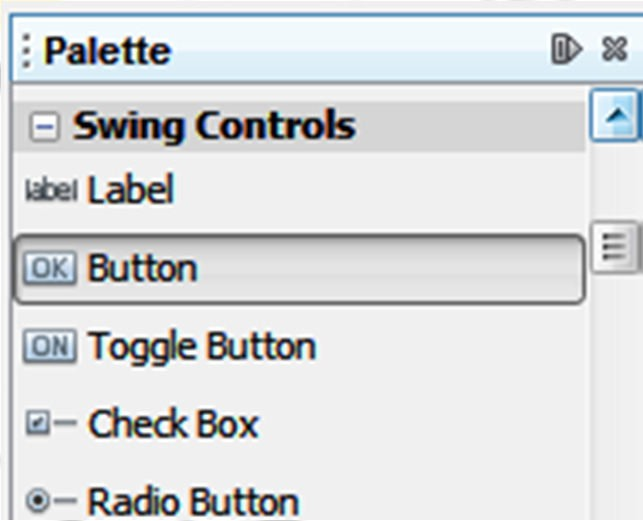 Palette
Swing Controls
label Label
OK Button
ON Toggle Button
Check Box
Radio Button